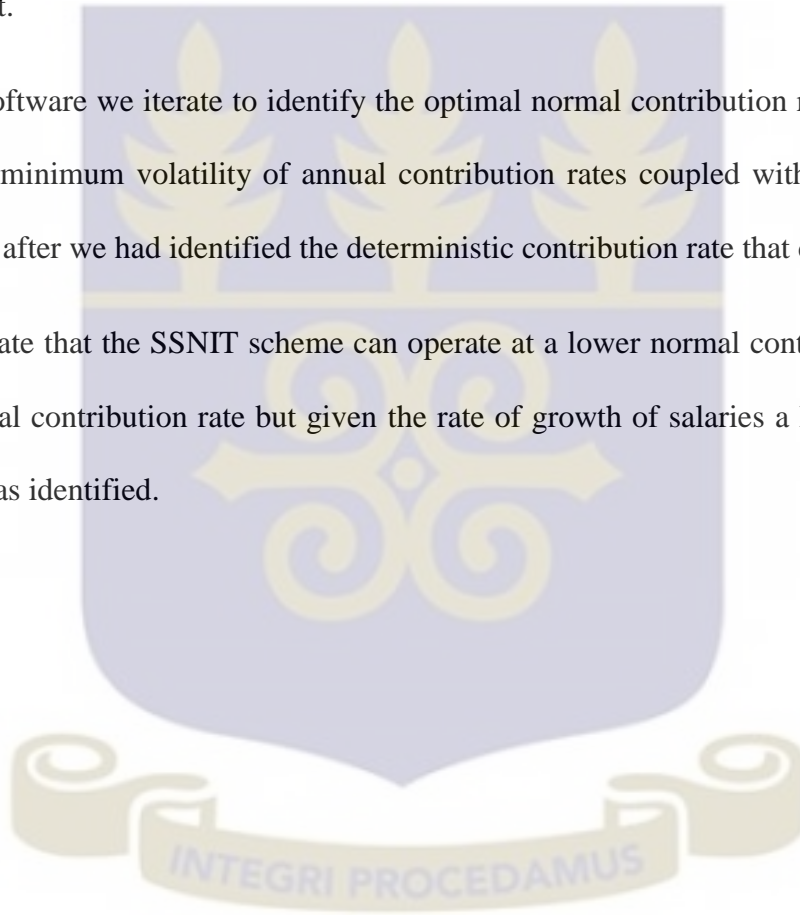 oftware we iterate to identify the optimal normal contribution
minimum volatility of annual contribution rates coupled with
after we had identified the deterministic contribution rate that
ate that the SSNIT scheme can operate at a lower normal cont
al contribution rate but given the rate of growth of salaries a
as identified.
INTEGRI PROCEDAMUS